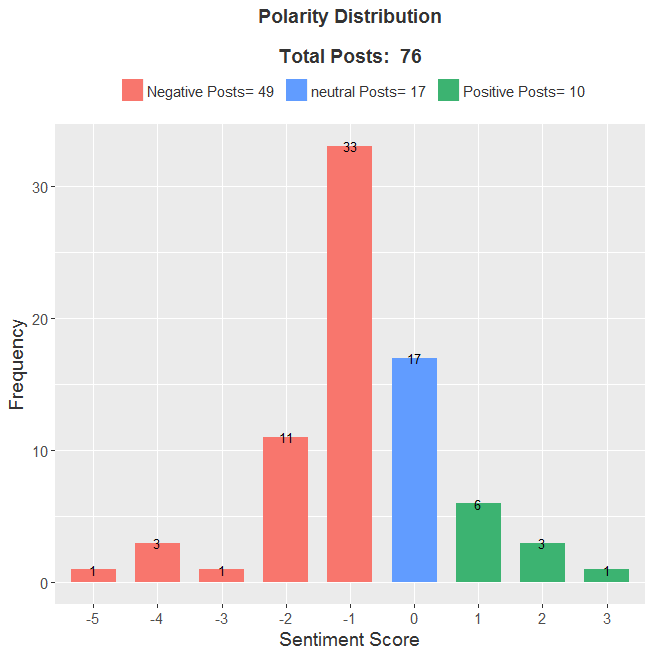 Polarity Distribution
Total Posts:  76
Negative Posts= 49 neutral Posts= 17 Positive Posts= 10
33
30
20
17
11
10
6
3
3
1
1
1
0
-5 -4 -3 -2 -1 0 1 2 3
Frequency
Sentiment Score